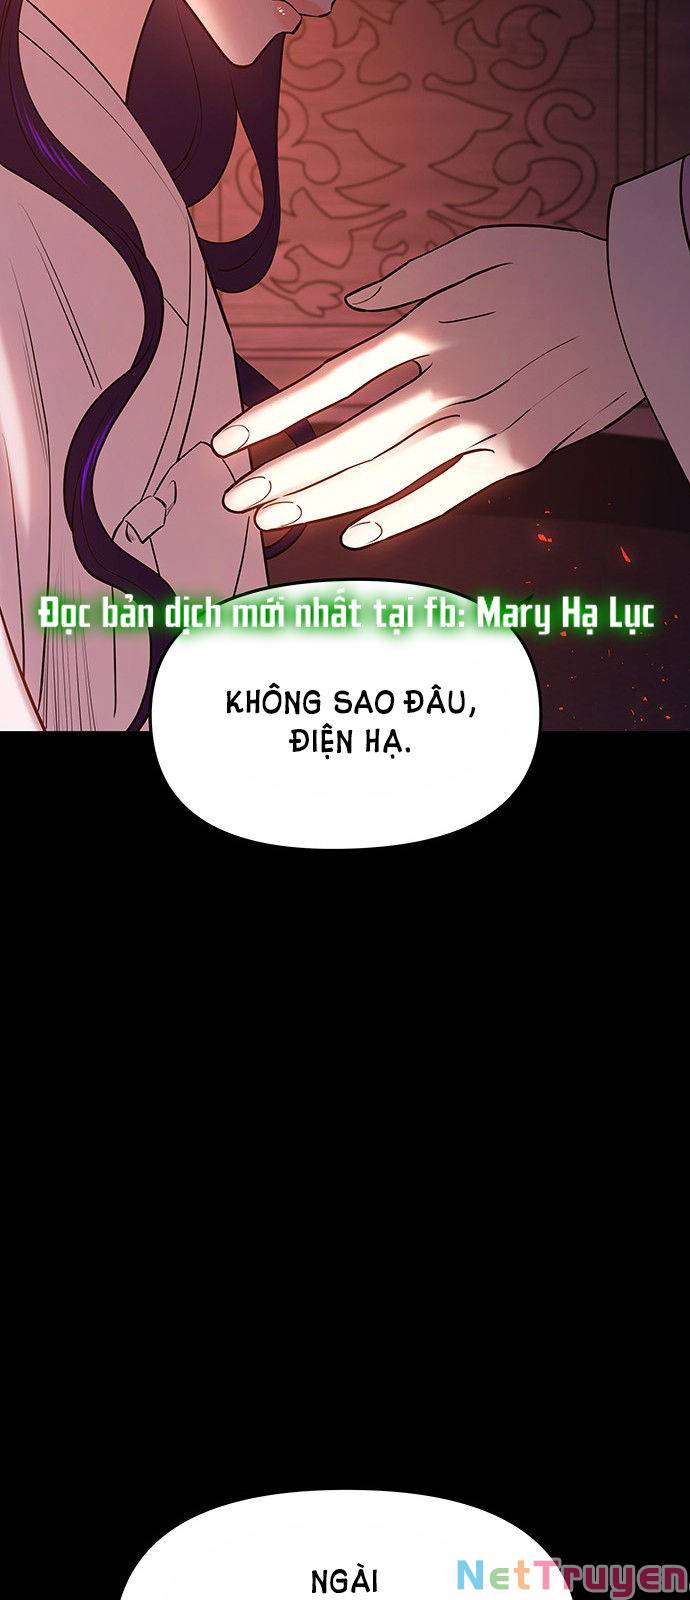 Đọc bản dịch mới nhất tại fb: Mary Hạ Lục
KHÔNG SAO ĐÂU,
ĐIỆN HẠ.
NGÀI
NetTruyen